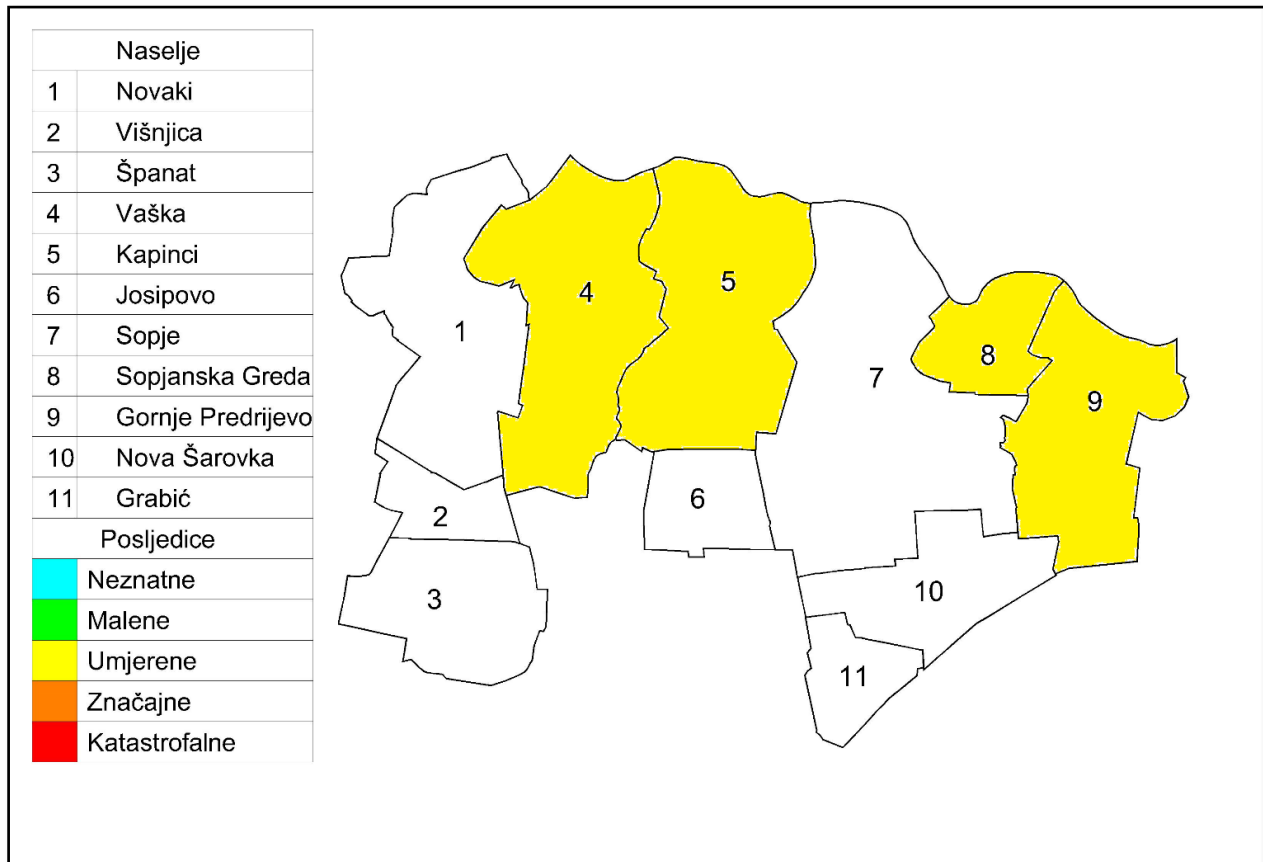 Naselje
1 Novaki
2 Višnjica
3 Španat
4 Vaška
5 Kapinci
6 Josipovo
7 Sopje
8 Sopjanska Greda
9 Gornje Predrijevo
10 Nova Šarovka
11 Grabić
Posljedice
Neznatne
Malene
Umjerene
Značajne
Katastrofalne
1
2
3
4
5
6
7
8
9
10
11